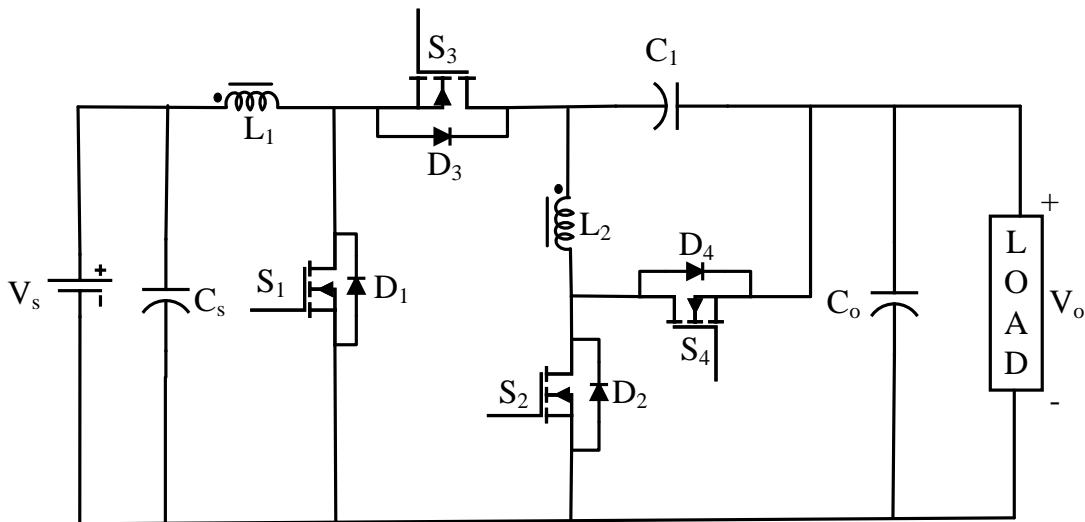 S3
C1
L1
D3
L2
D4
+
L
O
A
D
+
-
Vs
Cs
S1
D1
Co
Vo
S4
S2
D2
-